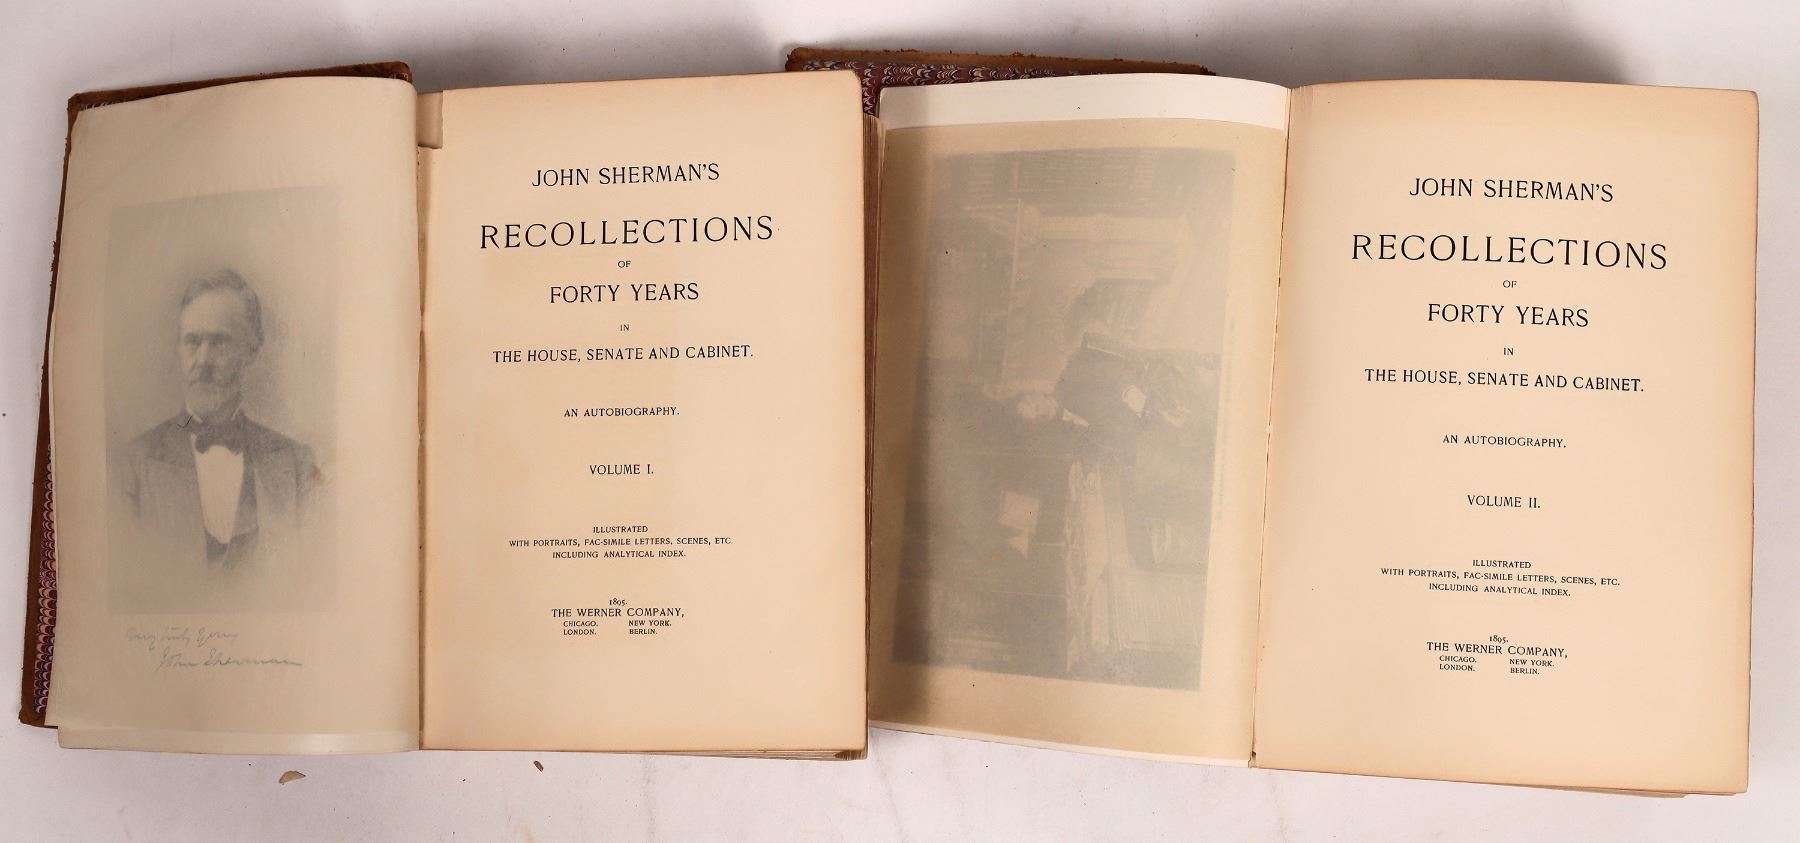 Very truly yours
John Sherman
JOHN SHERMAN'S
RECOLLECTIONS
OF
FORTY YEARS
IN
THE HOUSE, SENATE AND CABINET.
AN AUTOBIOGRAPHY.
VOLUME I.
ILLUSTRATED
WITH PORTRAITS, FAC-SIMILE LETTERS, SCENES, ETC.
INCLUDING ANALYTICAL INDEX.
1895.
THE WERNER COMPANY,
CHICAGO. NEW YORK.
LONDON. BERLIN.
JOHN SHERMAN'S
RECOLLECTIONS
OF
FORTY YEARS
IN
THE HOUSE, SENATE AND CABINET.
AN AUTOBIOGRAPHY.
VOLUME II.
ILLUSTRATED
WITH PORTRAITS, FAC-SIMILE LETTERS, SCENES, ETC.
INCLUDING ANALYTICAL INDEX.
1895.
THE WERNER COMPANY,
CHICAGO. NEW YORK.
LONDON. BERLIN.